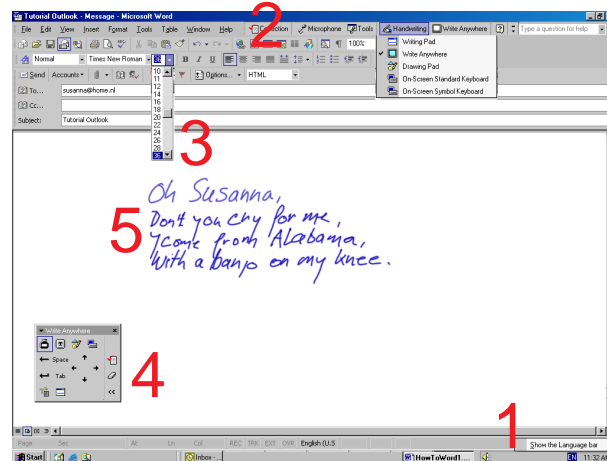 Tutorial Outlook - Message - Microsoft Word
File Edit View Insert Format Tools Table Window Help Correction Microphone Tools Handwriting Write Anywhere Type a question for help
Normal Times New Roman 36 B I U 100%
Writing Pad
Write Anywhere
Drawing Pad
On-Screen Standard Keyboard
On-Screen Symbol Keyboard
Send Accounts Options... HTML
To... susanna@home.nl
Cc...
Subject: Tutorial Outlook
10
11
12
14
16
18
20
22
24
26
28
36
2
3
Oh Susanna,
Don't you cry for me,
I come from Alabama,
With a banjo on my knee.
5
Write Anywhere
Space
Tab
4
1
Page Sec At Ln Col REC TRK EXT OVR English (U.S
Show the Language bar
Start Inbox - ... HowToWord1... EN 11:32 AM